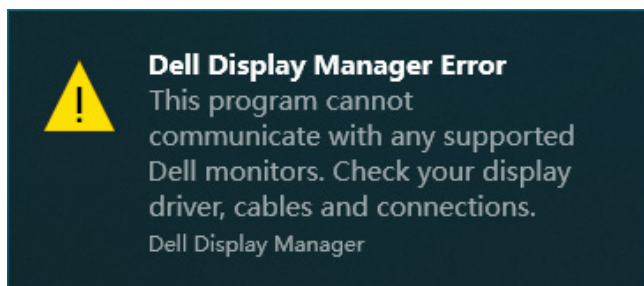 Dell Display Manager Error
This program cannot
communicate with any supported
Dell monitors. Check your display
driver, cables and connections.
Dell Display Manager